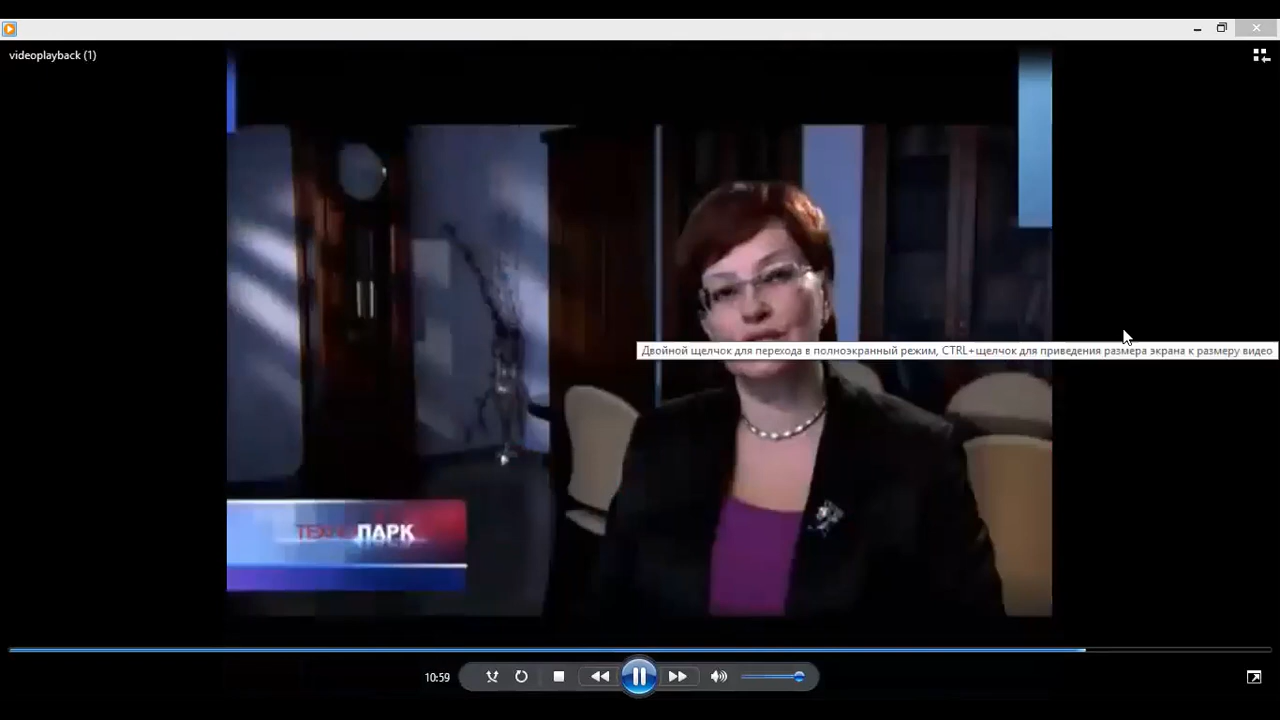 videoplayback (1)
Двойной щелчок для перехода в полноэкранный режим, CTRL+щелчок для приведения размера экрана к размеру видео
ТЕХНОПАРК
10:59